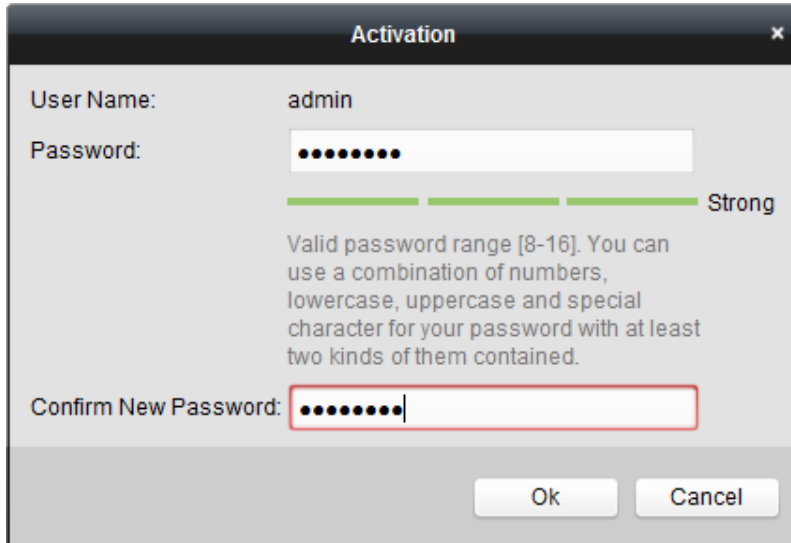 Activation ×
User Name: admin
Password: ●●●●●●●●
Strong
Valid password range [8-16]. You can
use a combination of numbers,
lowercase, uppercase and special
character for your password with at least
two kinds of them contained.
Confirm New Password: ●●●●●●●●
Ok Cancel